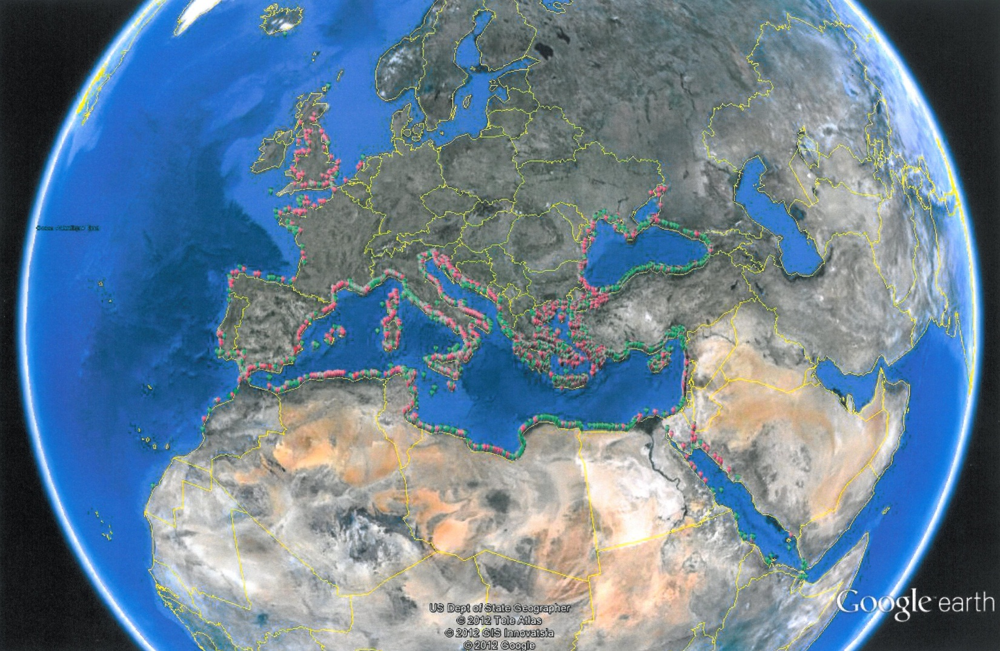 Google earth
US Dept of State Geographer
© 2012 Tele Atlas
© 2012 GIS Innovatsia
© 2012 Google